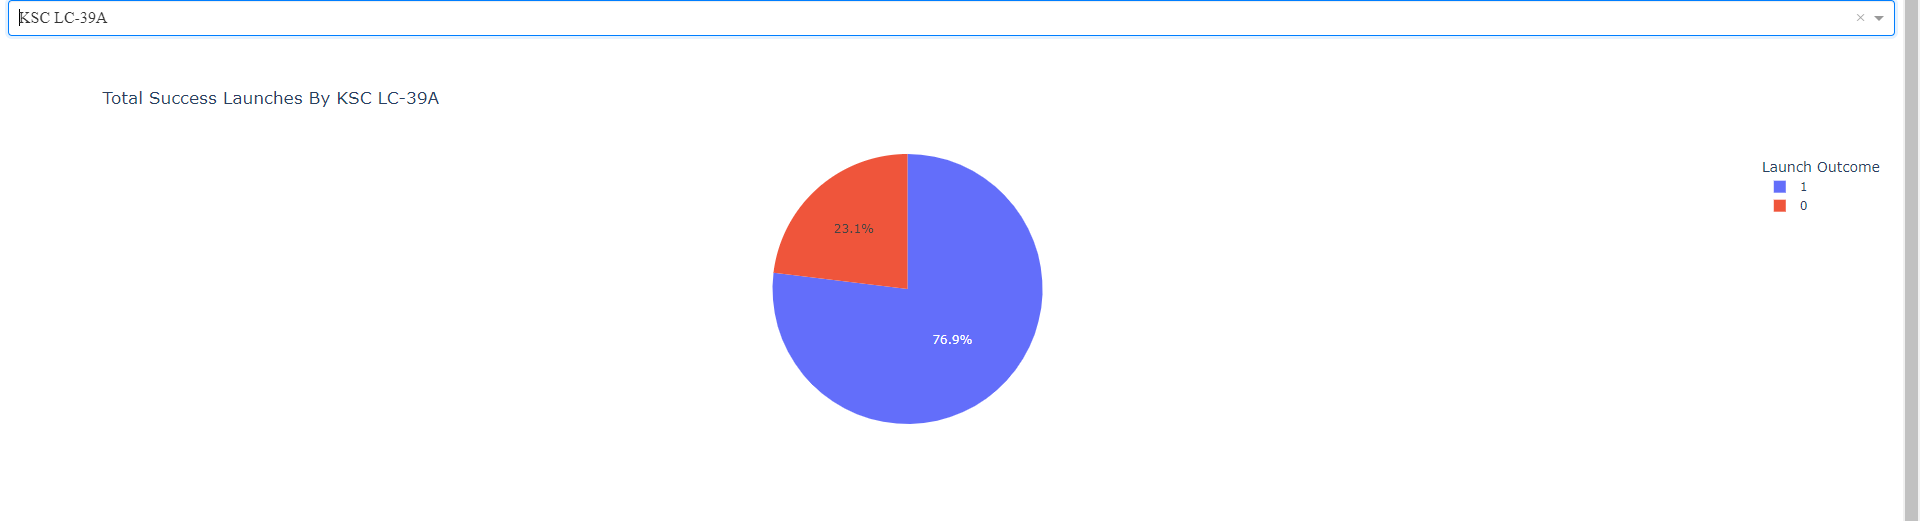 KSC LC-39A
Total Success Launches By KSC LC-39A
Launch Outcome
1
0
23.1%
76.9%